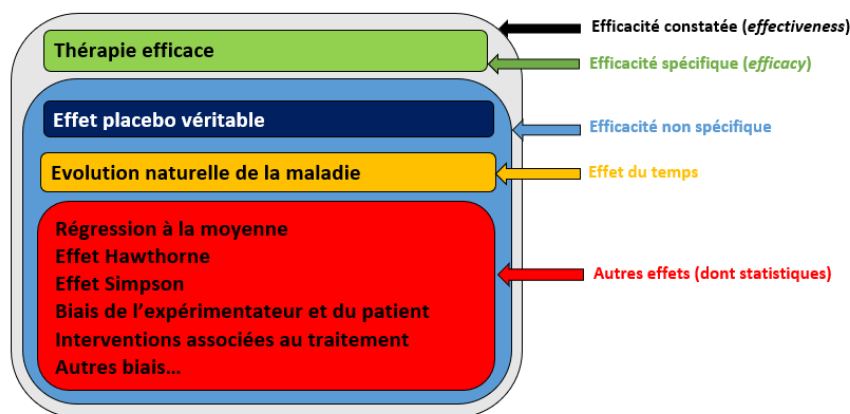 Efficacité constatée (effectiveness)
Thérapie efficace
Efficacité spécifique (efficacy)
Effet placebo véritable
Efficacité non spécifique
Evolution naturelle de la maladie
Effet du temps
Régression à la moyenne
Effet Hawthorne
Effet Simpson
Autres effets (dont statistiques)
Biais de l'expérimentateur et du patient
Interventions associées au traitement
Autres biais...